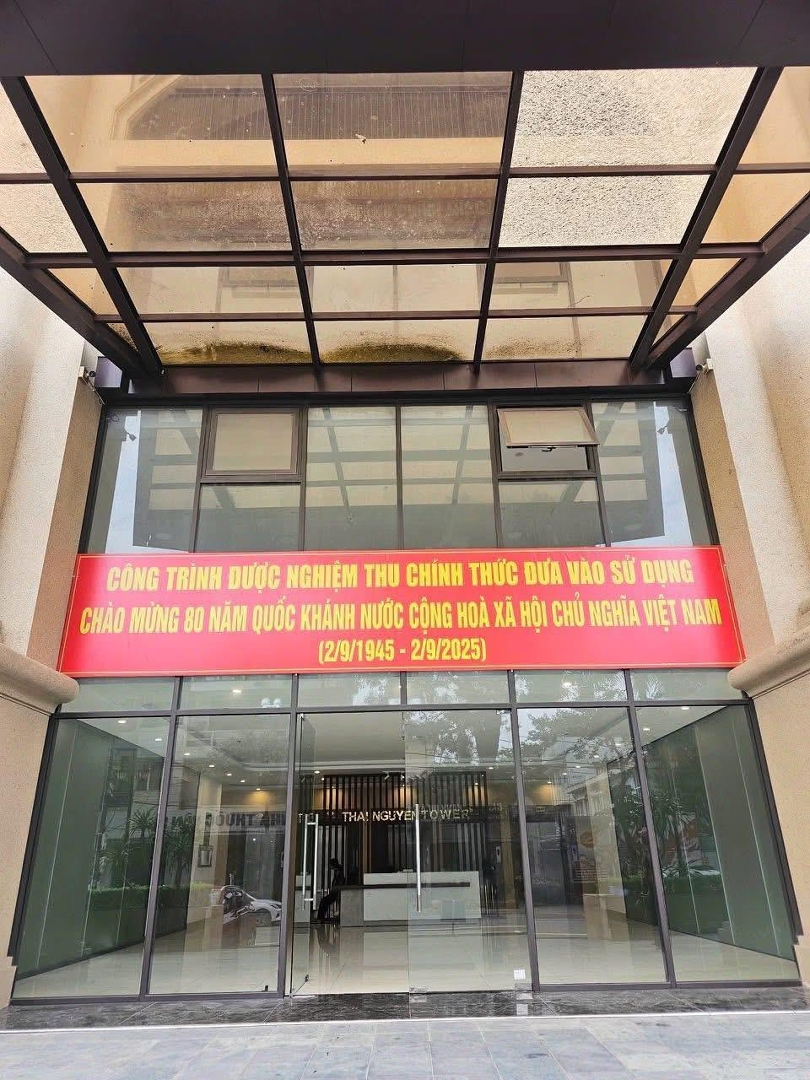 CÔNG TRÌNH ĐƯỢC NGHIỆM THU CHÍNH THỨC ĐƯA VÀO SỬ DỤNG
CHÀO MỪNG 80 NĂM QUỐC KHÁNH NƯỚC CỘNG HOÀ XÃ HỘI CHỦ NGHĨA VIỆT NAM
(2/9/1945 - 2/9/2025)
THAI NGUYEN TOWER